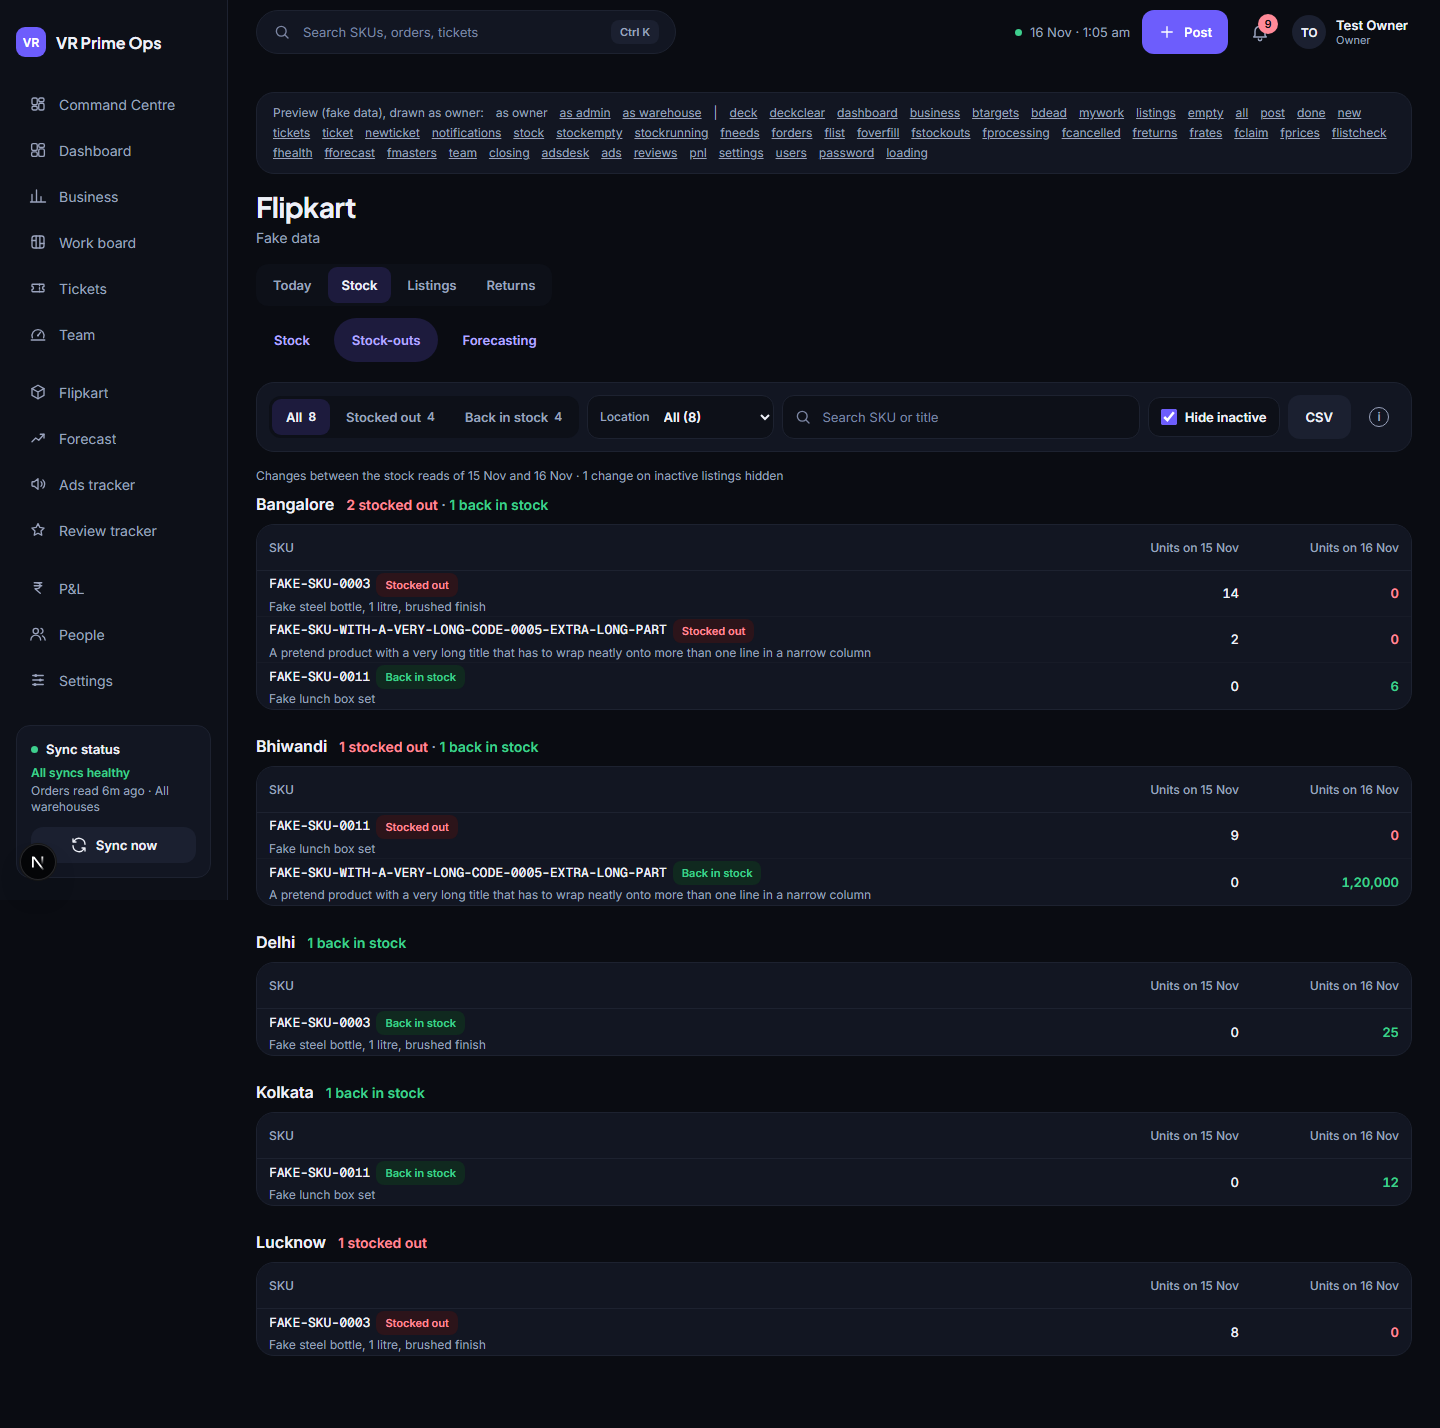 VR
VR Prime Ops
Search SKUs, orders, tickets
Ctrl K
16 Nov · 1:05 am
Post
9
TO
Test Owner
Owner
Command Centre
Dashboard
Business
Work board
Tickets
Team
Flipkart
Forecast
Ads tracker
Review tracker
P&L
People
Settings
Sync status
All syncs healthy
Orders read 6m ago · All
warehouses
Sync now
N
Preview (fake data), drawn as owner: as owner as admin as warehouse | deck deckclear dashboard business btargets bdead mywork listings empty all post done new
tickets ticket newticket notifications stock stockempty stockrunning fneeds forders flist foverfill fstockouts fprocessing fcancelled freturns frates fclaim fprices flistcheck
fhealth fforecast fmasters team closing adsdesk ads reviews pnl settings users password loading
Flipkart
Fake data
Today Stock Listings Returns
Stock Stock-outs Forecasting
All 8 Stocked out 4 Back in stock 4
Location All (8)
Search SKU or title
Hide inactive
CSV
i
Changes between the stock reads of 15 Nov and 16 Nov · 1 change on inactive listings hidden
Bangalore 2 stocked out · 1 back in stock
SKU Units on 15 Nov Units on 16 Nov
FAKE-SKU-0003 Stocked out
Fake steel bottle, 1 litre, brushed finish
14 0
FAKE-SKU-WITH-A-VERY-LONG-CODE-0005-EXTRA-LONG-PART Stocked out
A pretend product with a very long title that has to wrap neatly onto more than one line in a narrow column
2 0
FAKE-SKU-0011 Back in stock
Fake lunch box set
0 6
Bhiwandi 1 stocked out · 1 back in stock
SKU Units on 15 Nov Units on 16 Nov
FAKE-SKU-0011 Stocked out
Fake lunch box set
9 0
FAKE-SKU-WITH-A-VERY-LONG-CODE-0005-EXTRA-LONG-PART Back in stock
A pretend product with a very long title that has to wrap neatly onto more than one line in a narrow column
0 1,20,000
Delhi 1 back in stock
SKU Units on 15 Nov Units on 16 Nov
FAKE-SKU-0003 Back in stock
Fake steel bottle, 1 litre, brushed finish
0 25
Kolkata 1 back in stock
SKU Units on 15 Nov Units on 16 Nov
FAKE-SKU-0011 Back in stock
Fake lunch box set
0 12
Lucknow 1 stocked out
SKU Units on 15 Nov Units on 16 Nov
FAKE-SKU-0003 Stocked out
Fake steel bottle, 1 litre, brushed finish
8 0